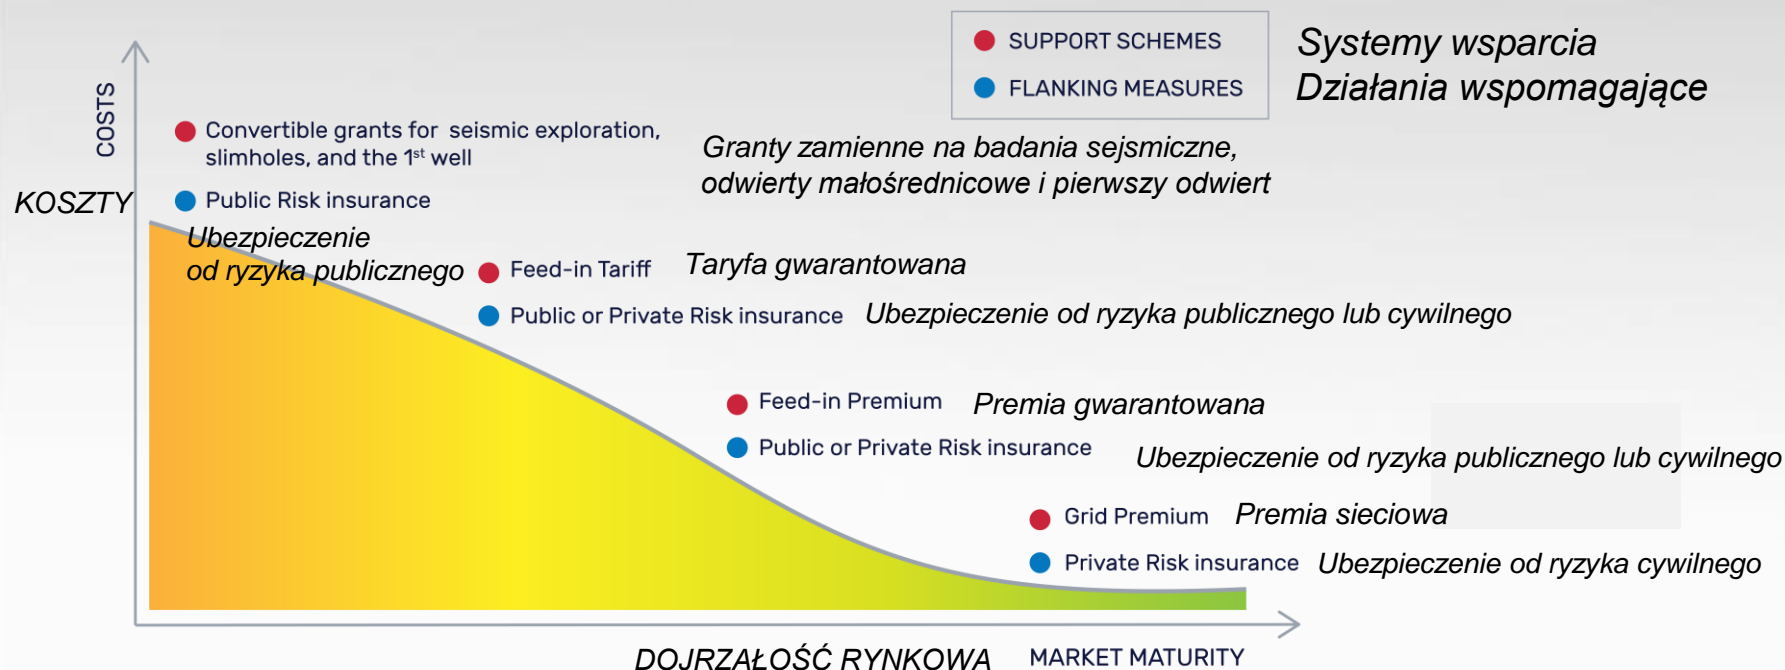 SUPPORT SCHEMES
FLANKING MEASURES
Systemy wsparcia
Działania wspomagające
COSTS
KOSZTY
Convertible grants for seismic exploration,
slimholes, and the 1st well
Granty zamienne na badania sejsmiczne,
odwierty małośrednicowe i pierwszy odwiert
Public Risk insurance
Ubezpieczenie
od ryzyka publicznego
Feed-in Tariff
Taryfa gwarantowana
Public or Private Risk insurance
Ubezpieczenie od ryzyka publicznego lub cywilnego
Feed-in Premium
Premia gwarantowana
Public or Private Risk insurance
Ubezpieczenie od ryzyka publicznego lub cywilnego
Grid Premium
Premia sieciowa
Private Risk insurance
Ubezpieczenie od ryzyka cywilnego
DOJRZAŁOŚĆ RYNKOWA
MARKET MATURITY